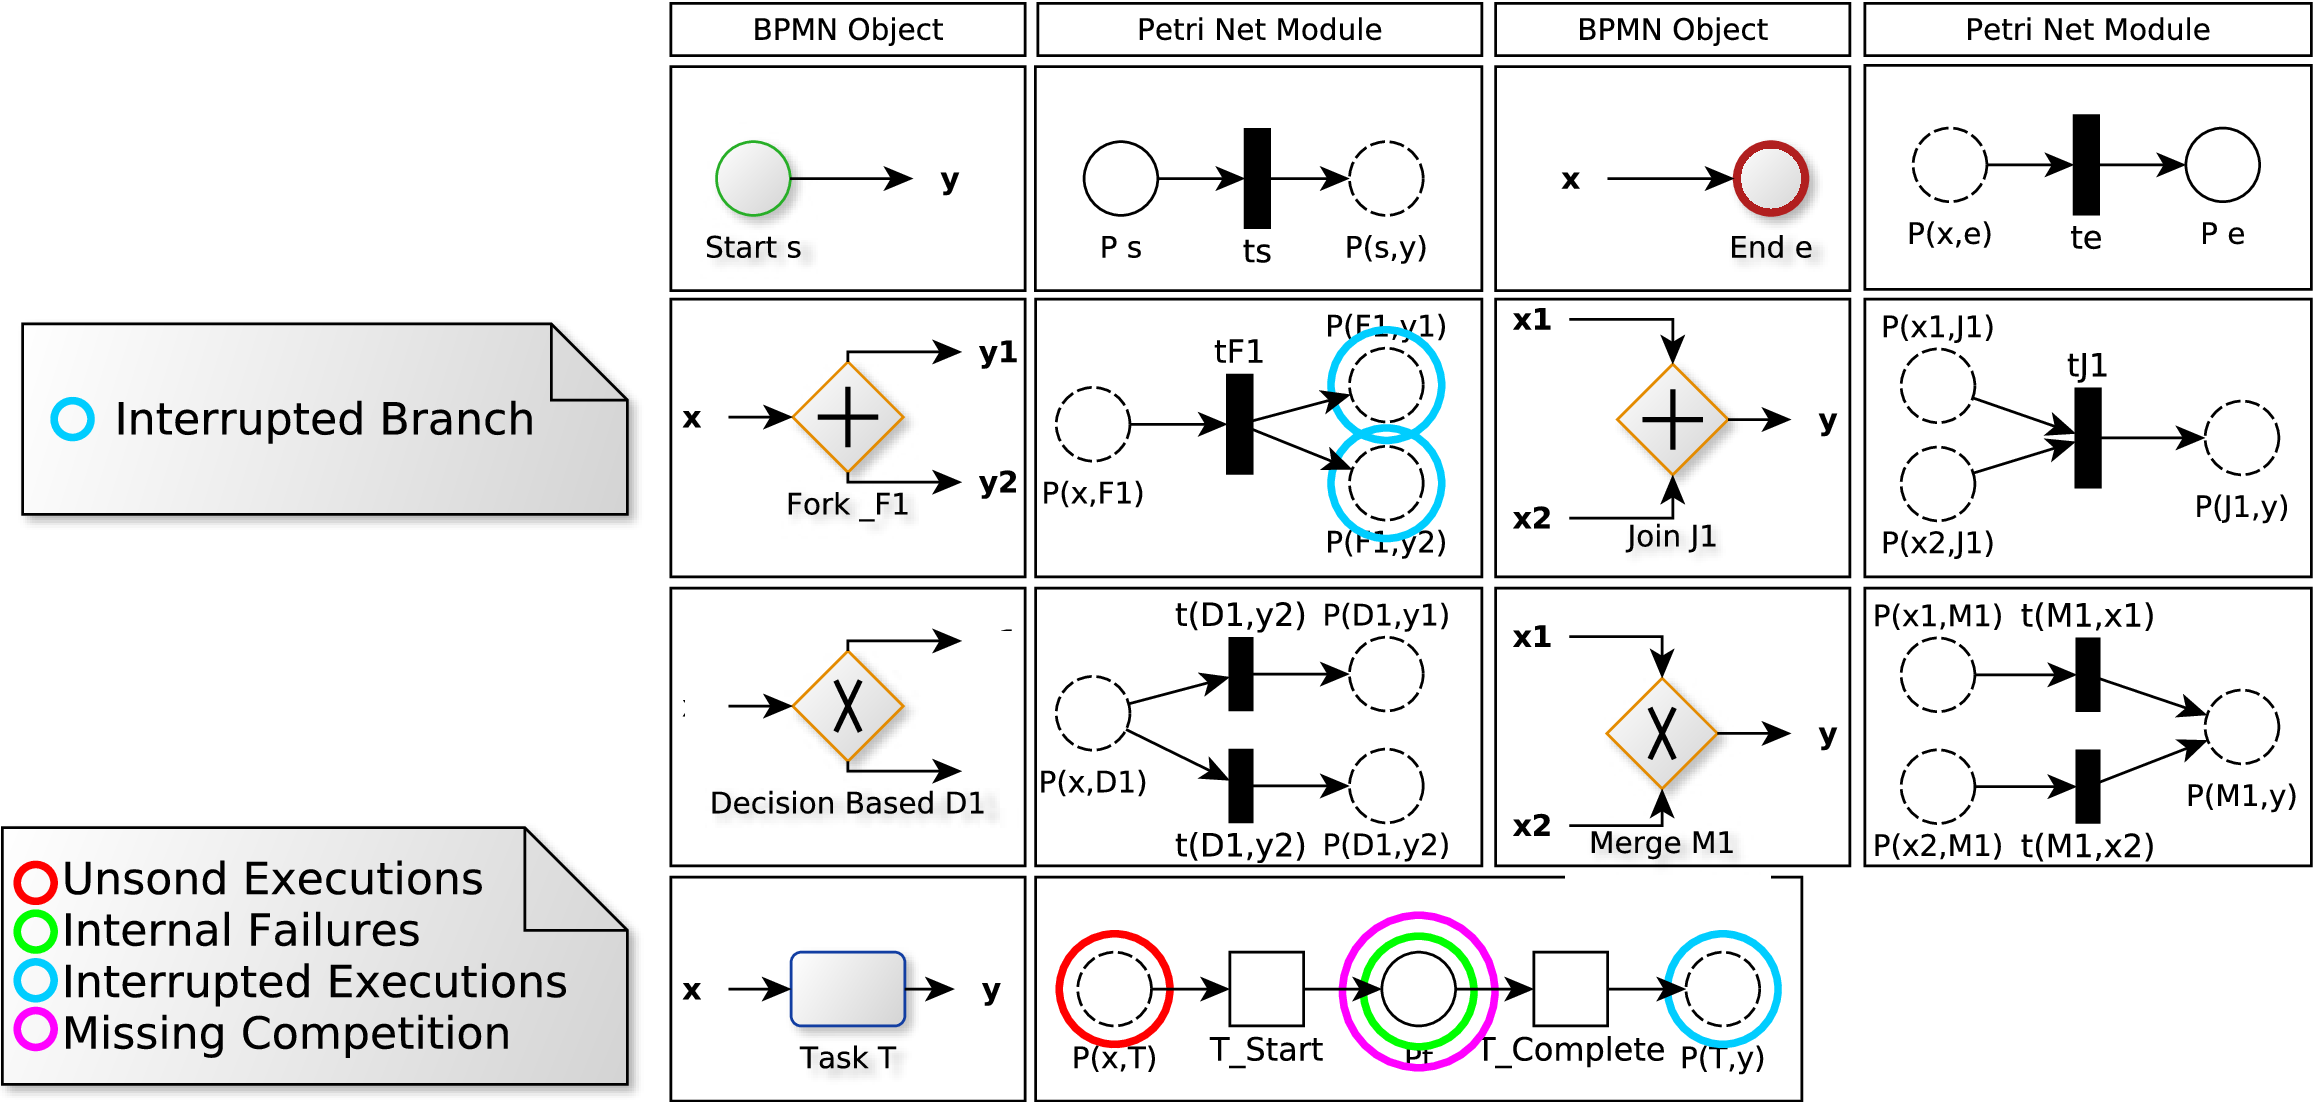 BPMN Object
Petri Net Module
BPMN Object
Petri Net Module
y
Start s
P s
ts
P(s,y)
x
End e
P(x,e)
te
P e
Interrupted Branch
x
y1
y2
Fork _F1
P(x,F1)
tF1
P(F1,y1)
P(F1,y2)
x1
x2
y
Join J1
P(x1,J1)
P(x2,J1)
tJ1
P(J1,y)
Decision Based D1
P(x,D1)
t(D1,y2)
P(D1,y1)
t(D1,y2)
P(D1,y2)
x1
x2
y
Merge M1
P(x1,M1)
t(M1,x1)
P(x2,M1)
t(M1,x2)
P(M1,y)
Unsond Executions
Internal Failures
Interrupted Executions
Missing Competition
x
y
Task T
P(x,T)
T_Start
T_Complete
P(T,y)